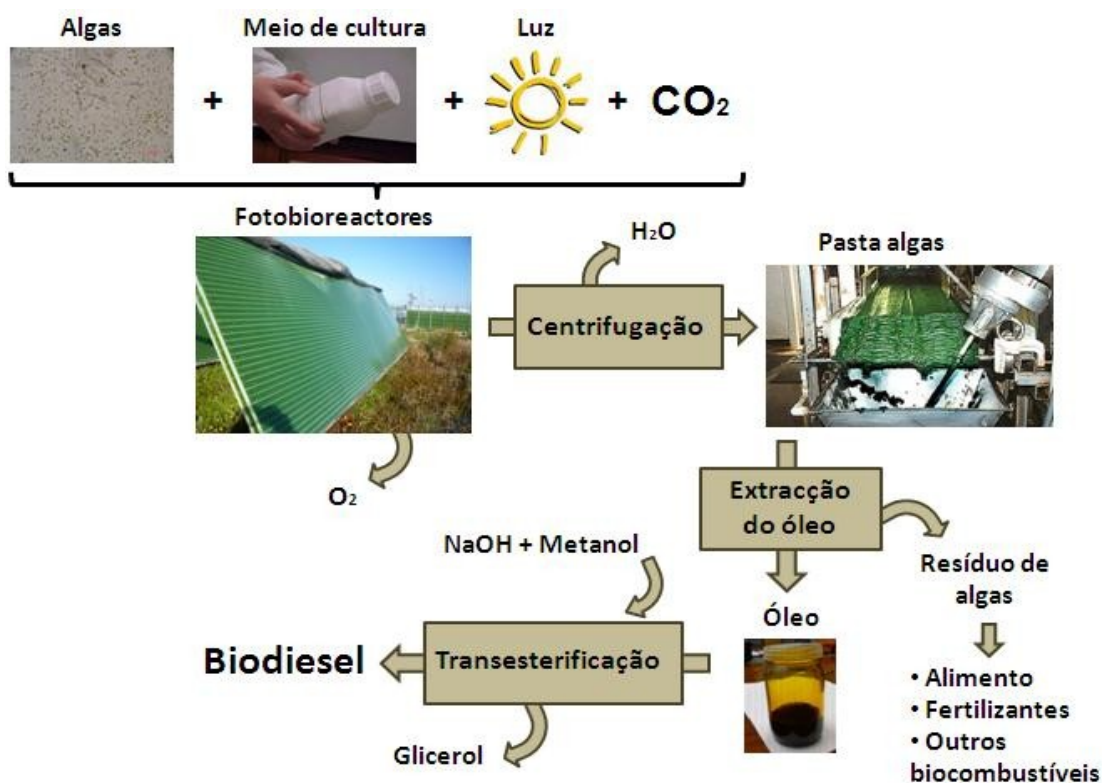 Algas
Meio de cultura
Luz
+
+
+
CO₂
Fotobioreactores
H₂O
Pasta algas
Centrifugação
O₂
Extracção
do óleo
NaOH + Metanol
Resíduo de
algas
Óleo
Biodiesel
Transesterificação
• Alimento
• Fertilizantes
• Outros
biocombustíveis
Glicerol